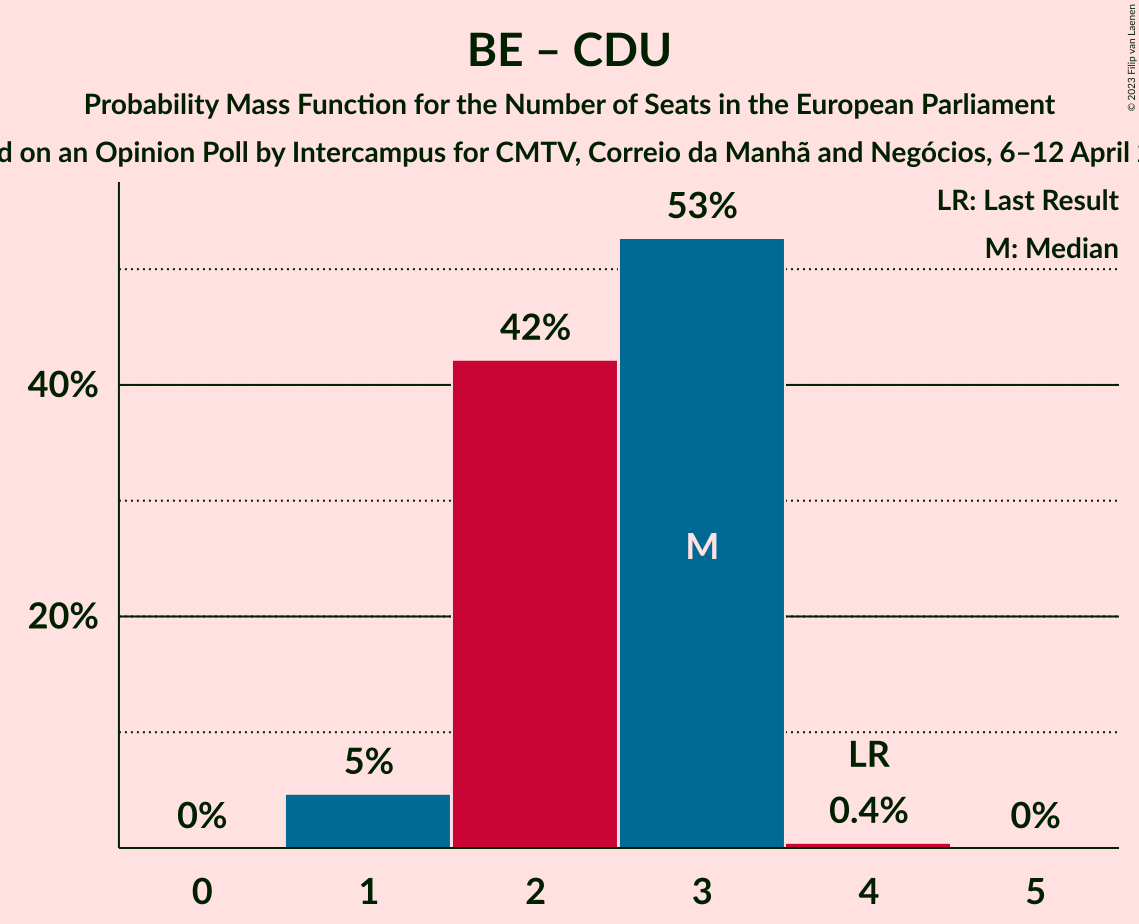 BE – CDU
Probability Mass Function for the Number of Seats in the European Parliament
on an Opinion Poll by Intercampus for CMTV, Correio da Manhã and Negócios, 6–12 April
© 2023 Filip van Laenen
LR: Last Result
M: Median
53%
42%
40%
M
20%
LR
5%
0%
0.4%
0%
0 1 2 3 4 5